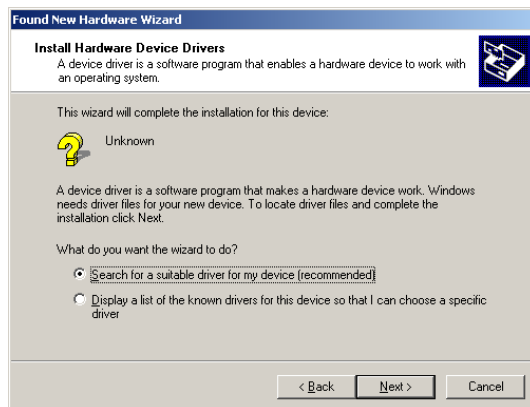 Found New Hardware Wizard
Install Hardware Device Drivers
A device driver is a software program that enables a hardware device to work with
an operating system.
This wizard will complete the installation for this device:
Unknown
A device driver is a software program that makes a hardware device work. Windows
needs driver files for your new device. To locate driver files and complete the
installation click Next.
What do you want the wizard to do?
Search for a suitable driver for my device (recommended)
Display a list of the known drivers for this device so that I can choose a specific
driver
< Back
Next >
Cancel